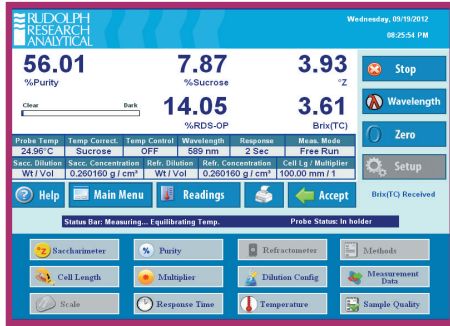 RUDOLPH
RESEARCH
ANALYTICAL
Wednesday, 09/19/2012
08:25:54 PM
56.01 7.87 3.93
%Purity %Sucrose °Z
Clear Dark 14.05 3.61
%RDS-OP Brix(TC)
Stop
Wavelength
Zero
Setup
Probe Temp Temp Correct. Temp Control Wavelength Response Meas. Mode
24.96°C Sucrose OFF 589 nm 2 Sec Free Run
Sacc. Dilution Sacc. Concentration Refr. Dilution Refr. Concentration Cell Lg / Multiplier
Wt / Vol 0.260160 g / cm³ Wt / Vol 0.260160 g / cm³ 100.00 mm / 1
Help Main Menu Readings Accept Brix(TC) Received
Status Bar: Measuring... Equilibrating Temp. Probe Status: In holder
°Z Saccharimeter % Purity Refractometer Methods
Cell Length Multiplier Dilution Config Measurement
Data
Scale Response Time Temperature Sample Quality